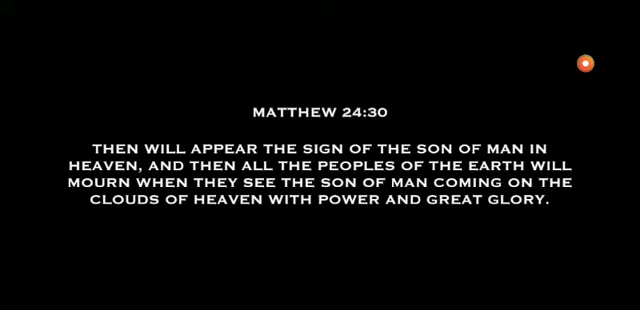 MATTHEW 24:30
THEN WILL APPEAR THE SIGN OF THE SON OF MAN IN
HEAVEN, AND THEN ALL THE PEOPLES OF THE EARTH WILL
MOURN WHEN THEY SEE THE SON OF MAN COMING ON THE
CLOUDS OF HEAVEN WITH POWER AND GREAT GLORY.